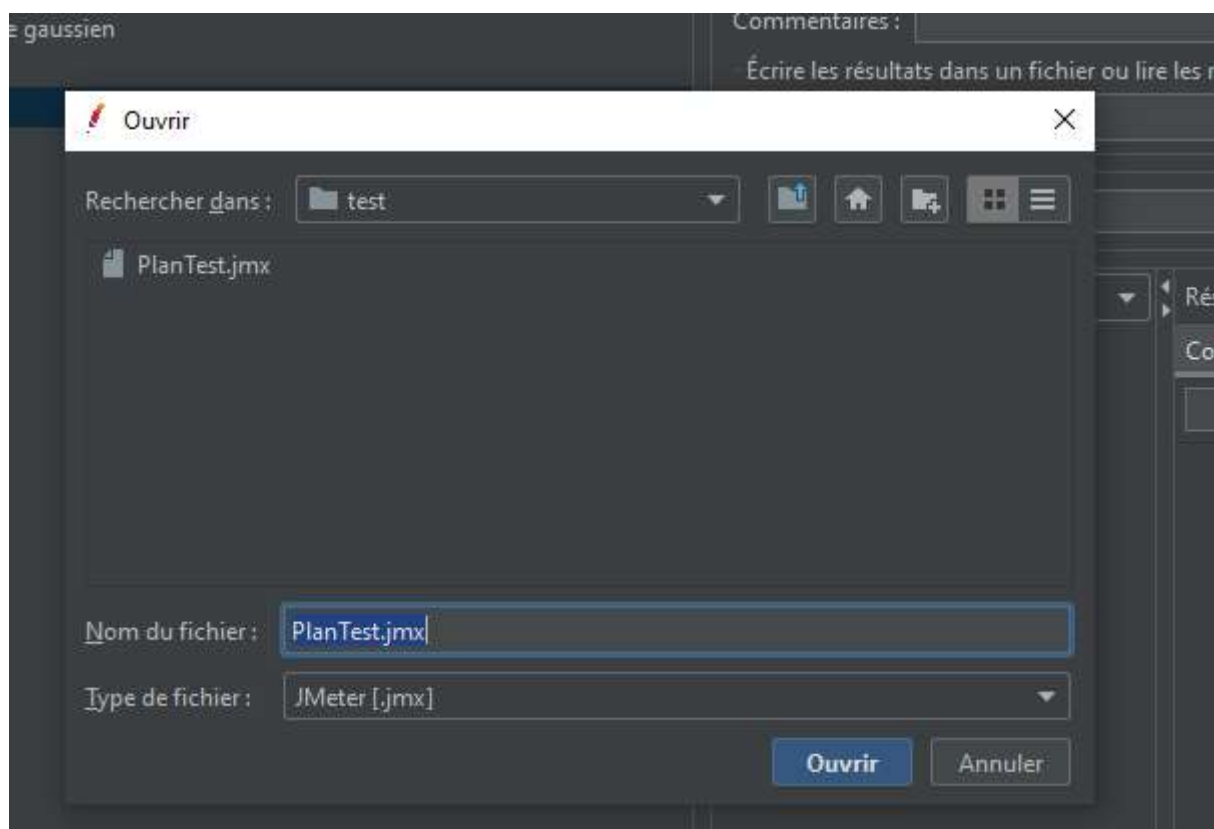 e gaussien
Commentaires :
Écrire les résultats dans un fichier ou lire les
Ouvrir
Rechercher dans :
test
PlanTest.jmx
Ré
Co
Nom du fichier :
PlanTest.jmx
Type de fichier :
JMeter [.jmx]
Ouvrir
Annuler